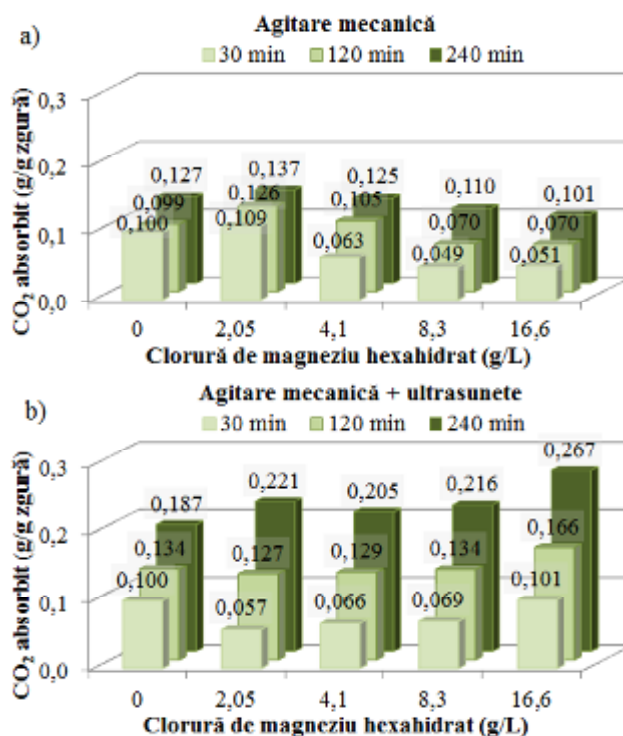 a)
Agitare mecanică
30 min 120 min 240 min
CO₂ absorbit (g/g zgură)
0,3
0,2
0,1
0,0
0,100 0,099 0,127
0,109 0,126 0,137
0,063 0,105 0,125
0,049 0,070 0,110
0,051 0,070 0,101
0 2,05 4,1 8,3 16,6
Clorură de magneziu hexahidrat (g/L)
b)
Agitare mecanică + ultrasunete
30 min 120 min 240 min
CO₂ absorbit (g/g zgură)
0,3
0,2
0,1
0,0
0,100 0,134 0,187
0,057 0,127 0,221
0,066 0,129 0,205
0,069 0,134 0,216
0,101 0,166 0,267
0 2,05 4,1 8,3 16,6
Clorură de magneziu hexahidrat (g/L)